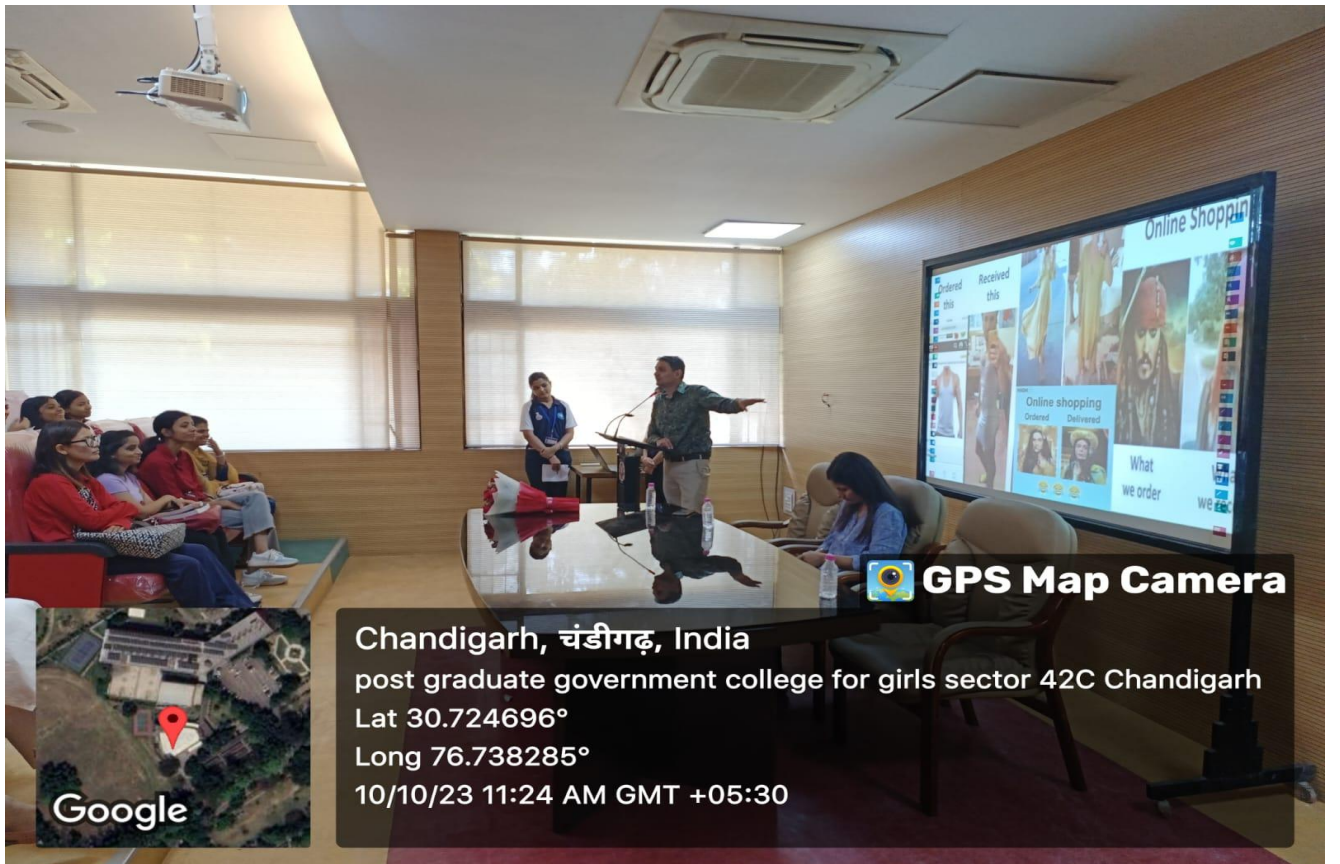 Online Shoppin
Ordered
this
Received
this
Online shopping
Ordered Delivered
What
we order
we rec
GPS Map Camera
Chandigarh, चंडीगढ़, India
post graduate government college for girls sector 42C Chandigarh
Lat 30.724696°
Long 76.738285°
10/10/23 11:24 AM GMT +05:30
Google